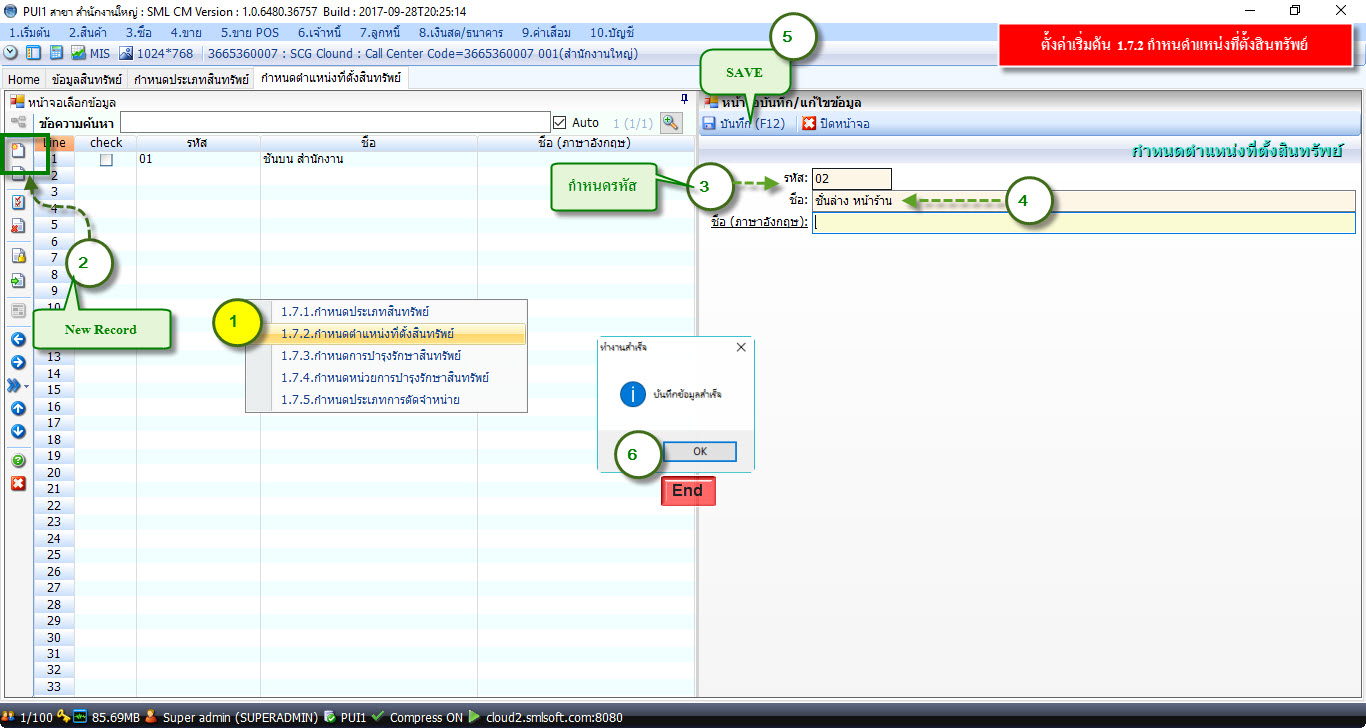 PUI1 สาขา สำนักงานใหญ่ : SML CM Version : 1.0.6480.36757 Build : 2017-09-28T20:25:14
1.เริ่มต้น 2.สินค้า 3.ซื้อ 4.ขาย 5.ขาย POS 6.เจ้าหนี้ 7.ลูกหนี้ 8.เงินสด/ธนาคาร 9.ค่าเสื่อม 10.บัญชี
MIS 1024*768 3665360007 : SCG Clound : Call Center Code=3665360007 001(สำนักงานใหญ่)
5
ตั้งค่าเริ่มต้น 1.7.2 กำหนดตำแหน่งที่ตั้งสินทรัพย์
SAVE
Home ข้อมูลสินทรัพย์ กำหนดประเภทสินทรัพย์ กำหนดตำแหน่งที่ตั้งสินทรัพย์
หน้าจอเลือกข้อมูล
ข้อความค้นหา Auto 1 (1/1)
Line check รหัส ชื่อ ชื่อ (ภาษาอังกฤษ)
1 01 ชั้นบน สำนักงาน
2
3
4
5
6
7
8
9
10
13
14
15
16
17
18
19
20
21
22
23
24
25
26
27
28
29
30
31
32
33
2
New Record
1
1.7.1.กำหนดประเภทสินทรัพย์
1.7.2.กำหนดตำแหน่งที่ตั้งสินทรัพย์
1.7.3.กำหนดการบำรุงรักษาสินทรัพย์
1.7.4.กำหนดหน่วยการบำรุงรักษาสินทรัพย์
1.7.5.กำหนดประเภทการตัดจำหน่าย
บันทึก/แก้ไขข้อมูล
บันทึก (F12) ปิดหน้าจอ
กำหนดตำแหน่งที่ตั้งสินทรัพย์
กำหนดรหัส
3
รหัส: 02
ชื่อ: ชั้นล่าง หน้าร้าน
4
ชื่อ (ภาษาอังกฤษ):
ทำงานสำเร็จ
บันทึกข้อมูลสำเร็จ
6
OK
End
1/100 85.69MB Super admin (SUPERADMIN) PUI1 Compress ON cloud2.smlsoft.com:8080